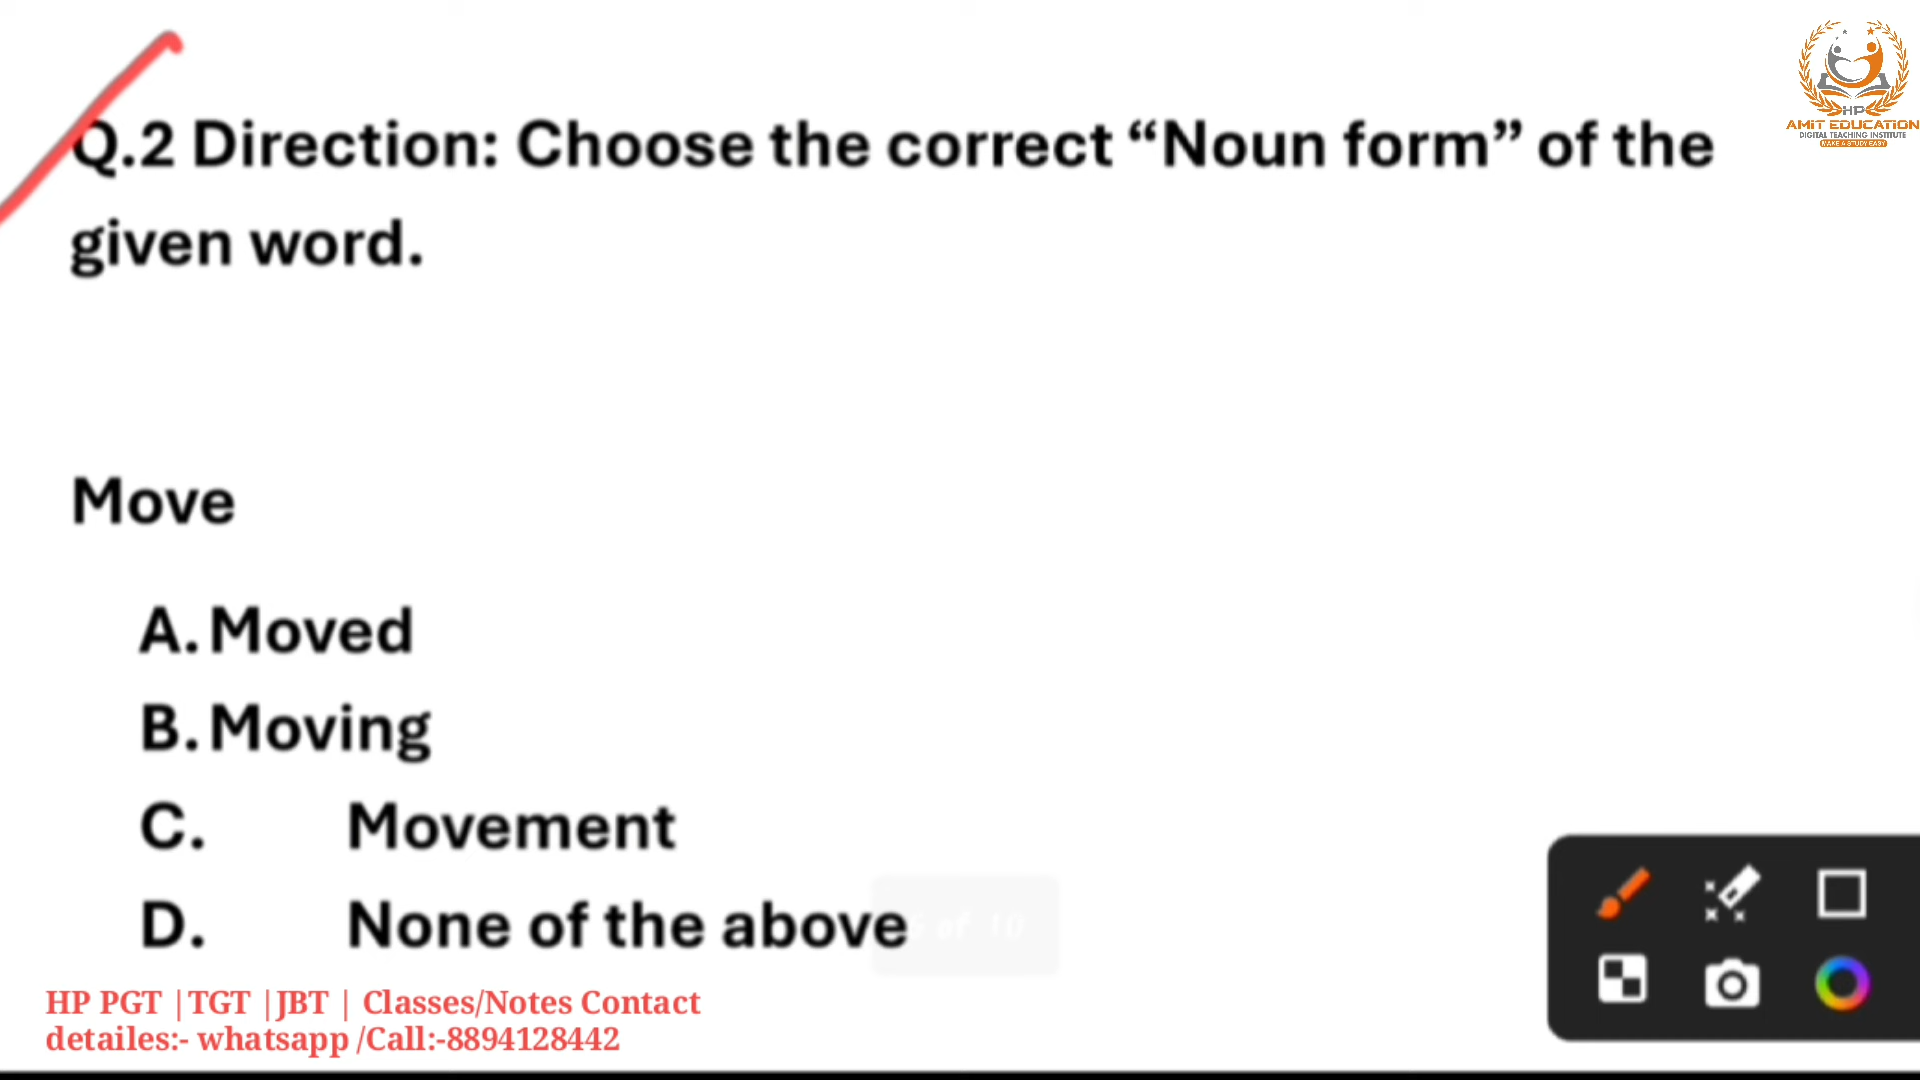 HP
AMIT EDUCATION
DIGITAL TEACHING INSTITUTE
MAKE A STUDY EASY
Q.2 Direction: Choose the correct “Noun form” of the
given word.
Move
A. Moved
B. Moving
C. Movement
D. None of the above
of 10
HP PGT |TGT |JBT | Classes/Notes Contact
detailes:- whatsapp /Call:-8894128442